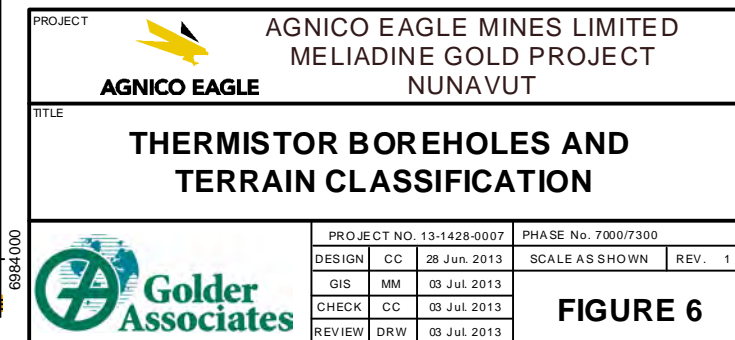 PROJECT
AGNICO EAGLE MINES LIMITED
MELIADINE GOLD PROJECT
NUNAVUT
AGNICO EAGLE
TITLE
THERMISTOR BOREHOLES AND
TERRAIN CLASSIFICATION
6984000
Golder
Associates
PROJECT NO. 13-1428-0007 PHASE No. 7000/7300
DESIGN CC 28 Jun. 2013 SCALE AS SHOWN REV. 1
GIS MM 03 Jul. 2013
CHECK CC 03 Jul. 2013
REVIEW DRW 03 Jul. 2013
FIGURE 6